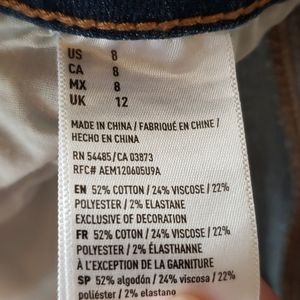 US 8
CA 8
MX 8
UK 12
MADE IN CHINA / FABRIQUÉ EN CHINE /
HECHO EN CHINA
RN 54485/CA 03873
RFC# AEM120605U9A
EN 52% COTTON / 24% VISCOSE / 22%
POLYESTER / 2% ELASTANE
EXCLUSIVE OF DECORATION
FR 52% COTON / 24% VISCOSE / 22%
POLYESTER / 2% ÉLASTHANNE
À L'EXCEPTION DE LA GARNITURE
SP 52% algodón / 24% viscosa / 22%
poliéster / 2% elastano